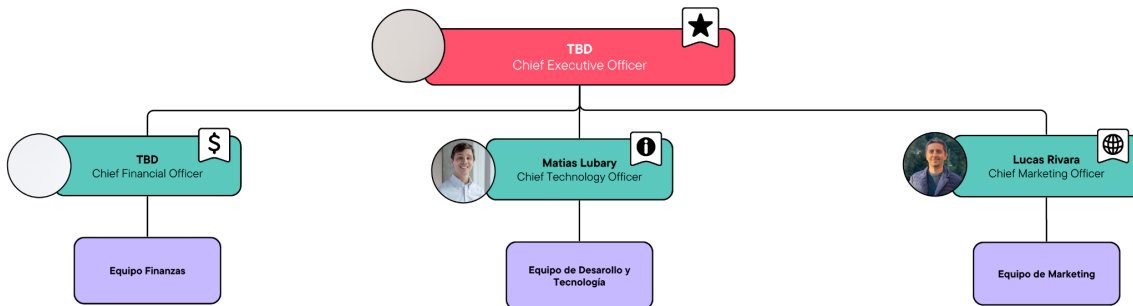 TBD
Chief Executive Officer
TBD
Chief Financial Officer
Matias Lubary
Chief Technology Officer
Lucas Rivara
Chief Marketing Officer
Equipo Finanzas
Equipo de Desarollo y
Tecnología
Equipo de Marketing